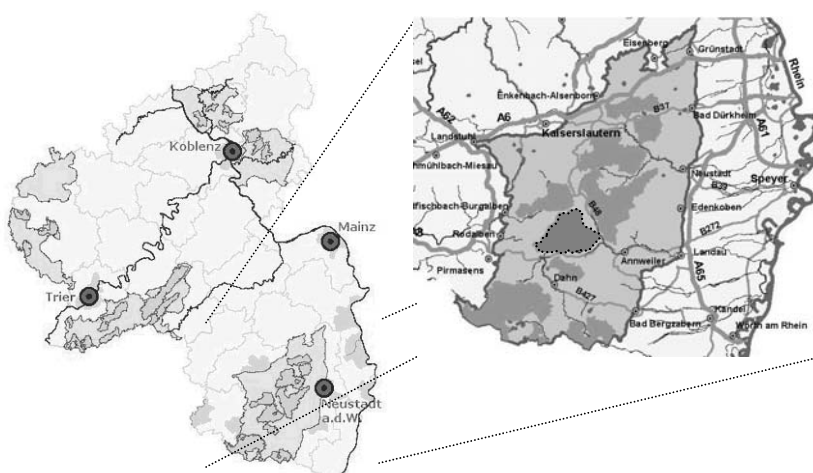 Koblenz
Mainz
Trier
Neustadt
a.d.W.
Eisenberg
Grünstadt
Rhein
Enkenbach-Alsenborn
A62
A6
B37
Landstuhl
Kaiserslautern
Bad Dürkheim
A61
Neustadt
Speyer
B39
B48
Edenkoben
Rodalben
B272
Landau
Pirmasens
Annweiler
A65
Dahn
B427
Kandel
Bad Bergzabern
Wörth am Rhein